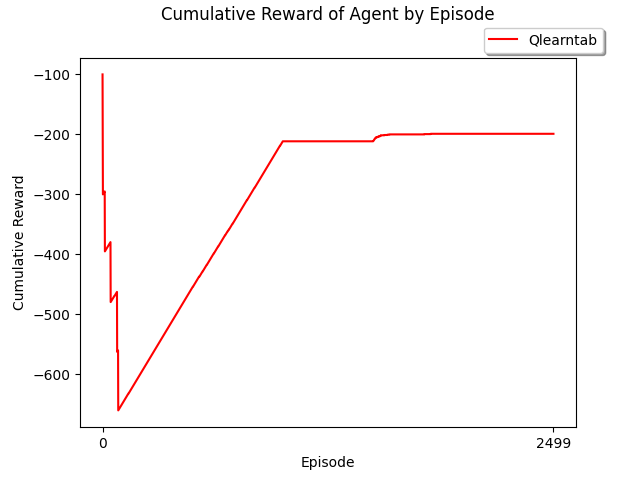 Cumulative Reward of Agent by Episode
Qlearntab
−100
−200
−300
−400
−500
−600
Cumulative Reward
0
2499
Episode